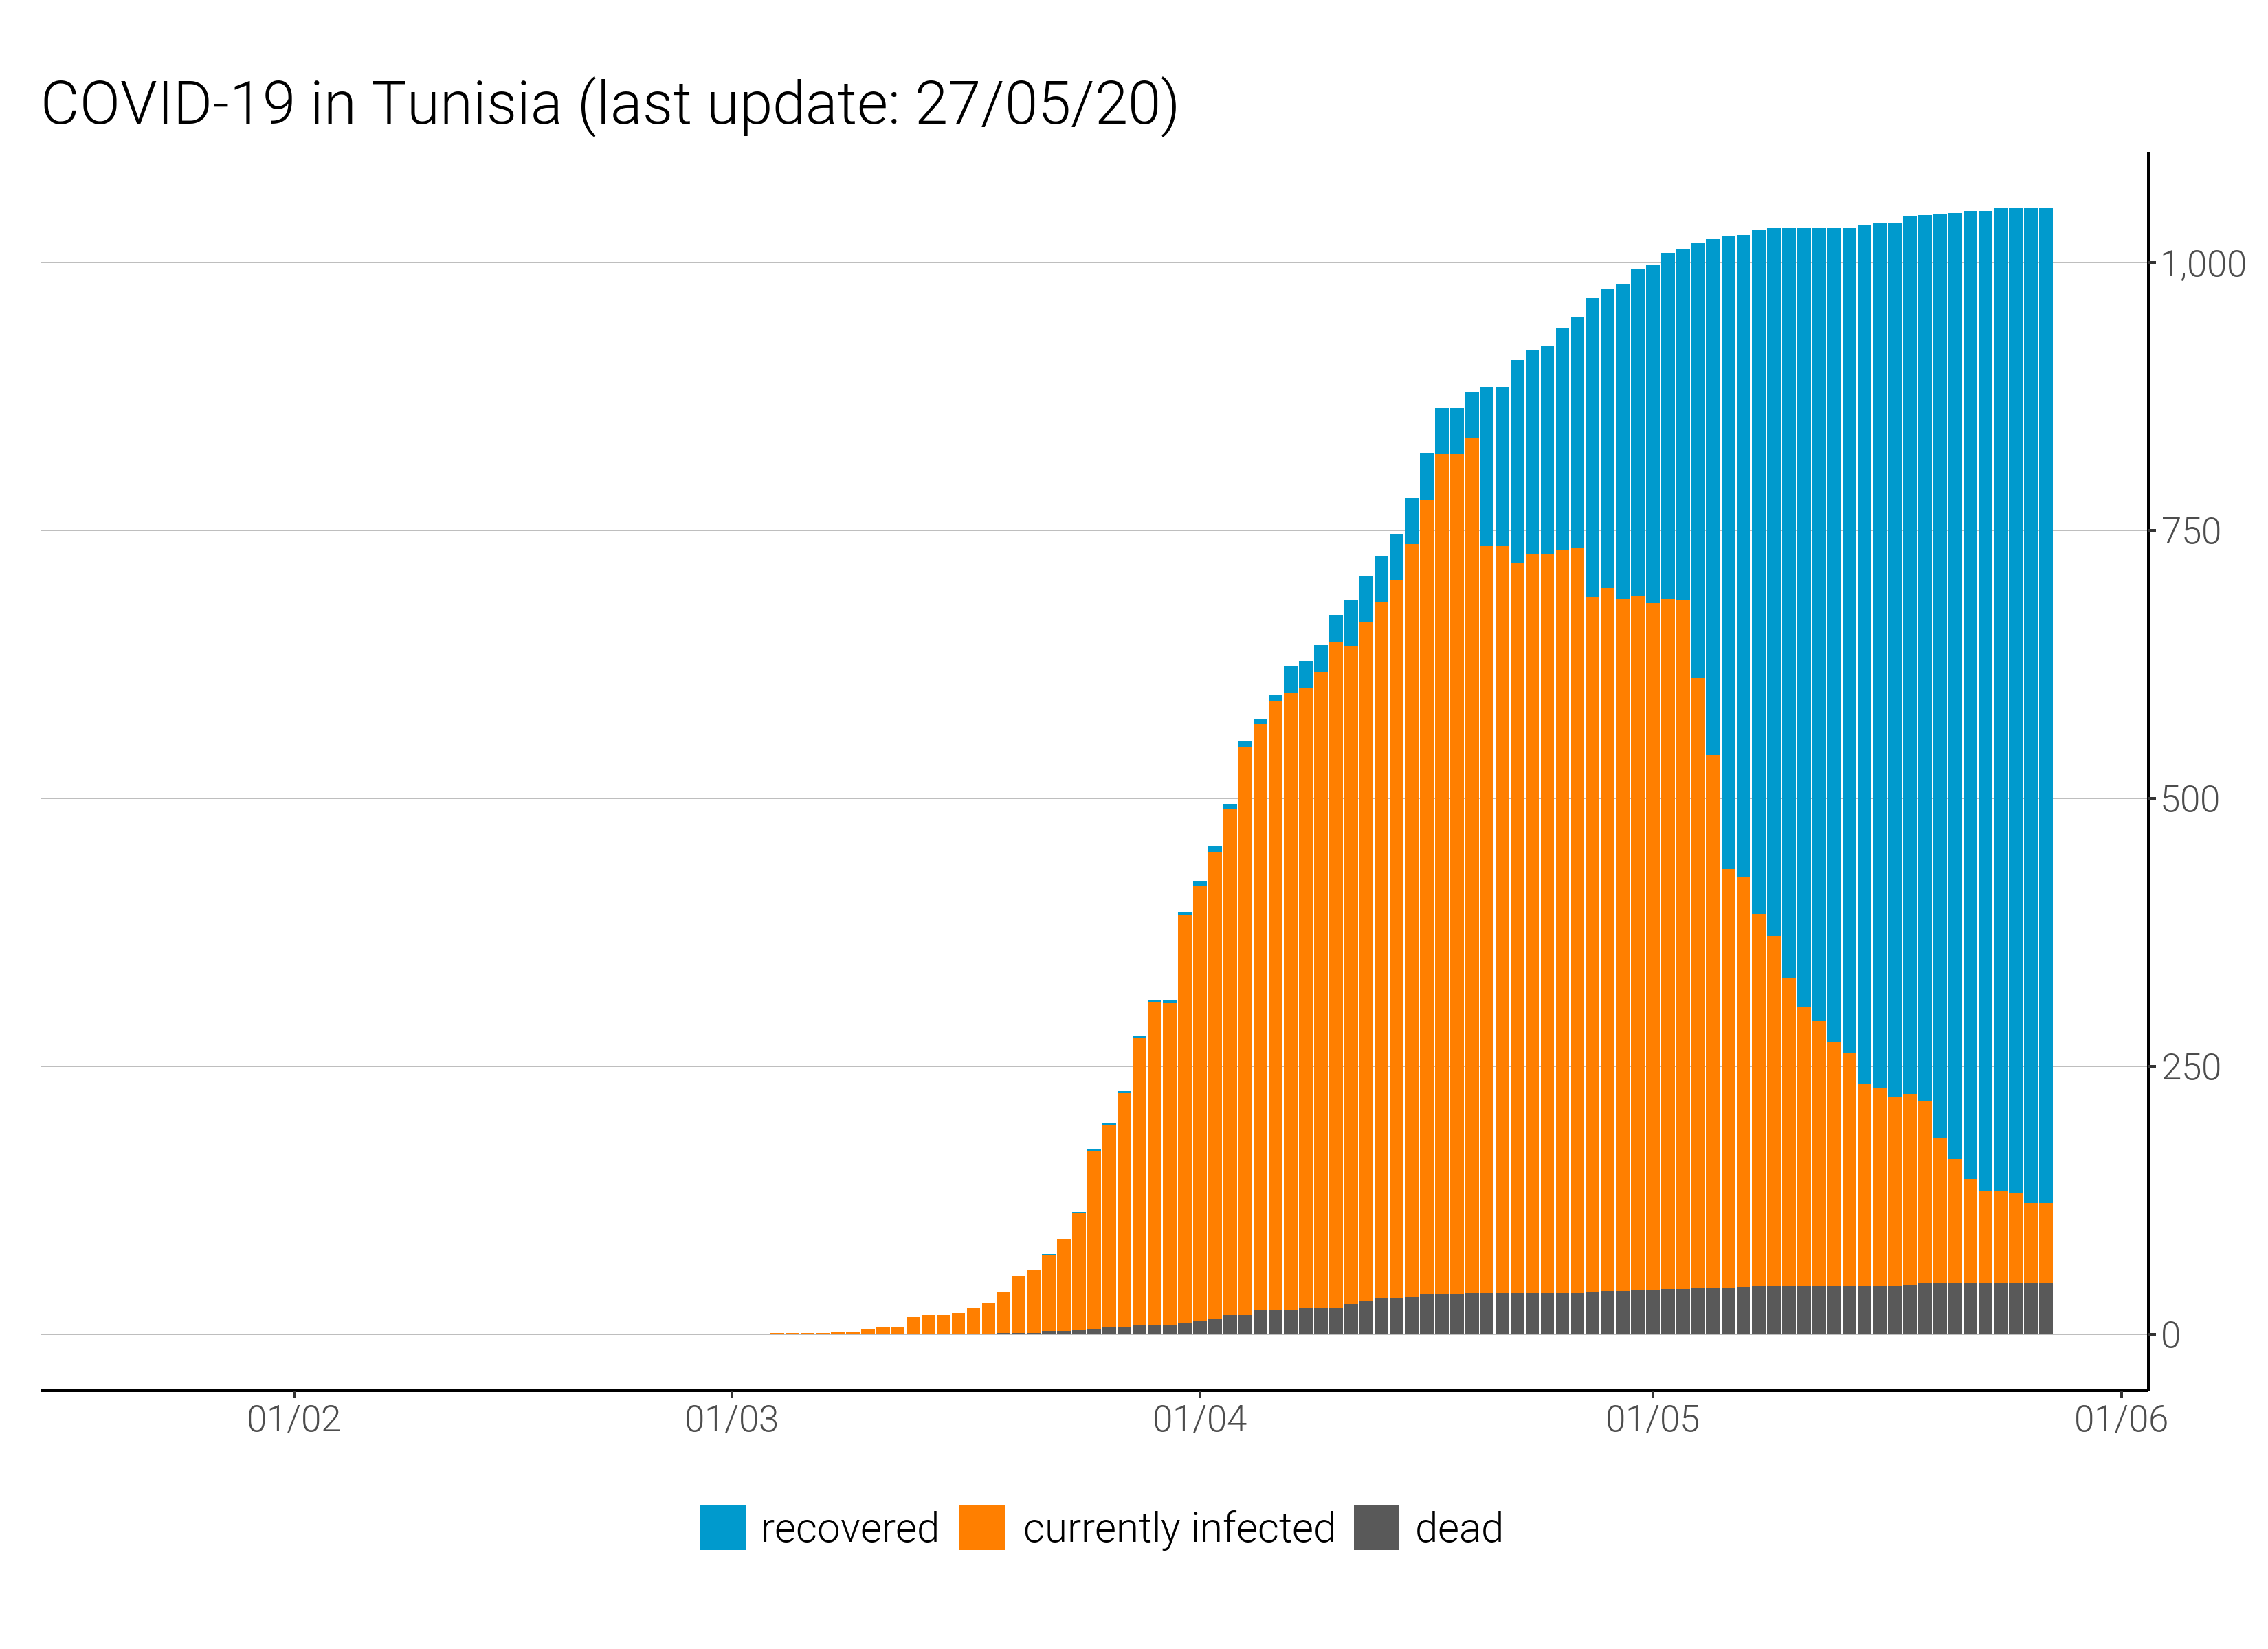 COVID-19 in Tunisia (last update: 27/05/20)
1,000
750
500
250
0
01/02 01/03 01/04 01/05 01/06
recovered currently infected dead